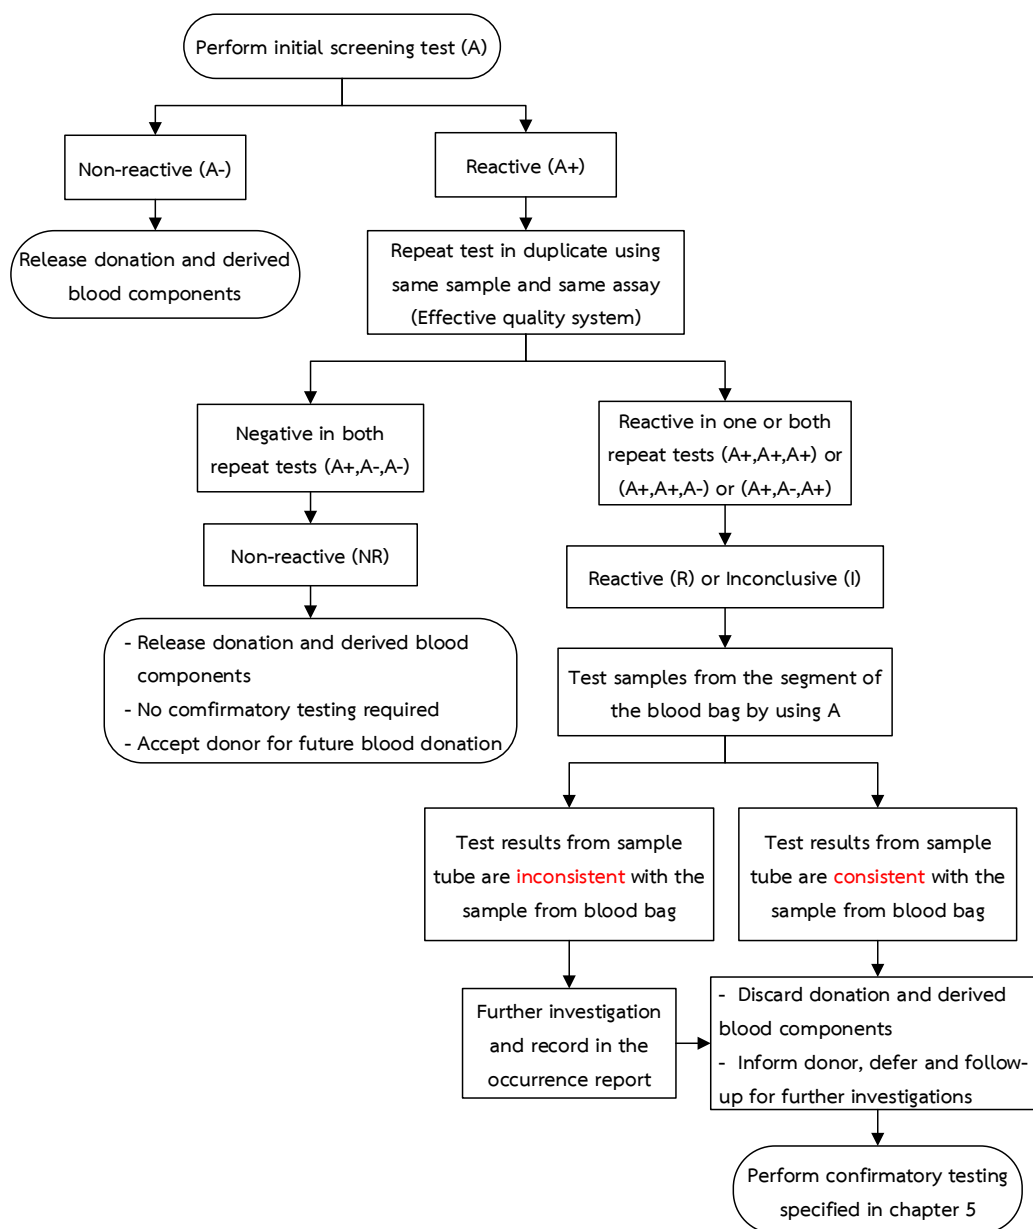 Perform initial screening test (A)
Non-reactive (A-)
Reactive (A+)
Release donation and derived
blood components
Repeat test in duplicate using
same sample and same assay
(Effective quality system)
Negative in both
repeat tests (A+,A-,A-)
Reactive in one or both
repeat tests (A+,A+,A+) or
(A+,A+,A-) or (A+,A-,A+)
Non-reactive (NR)
Reactive (R) or Inconclusive (I)
- Release donation and derived blood
components
- No comfirmatory testing required
- Accept donor for future blood donation
Test samples from the segment of
the blood bag by using A
Test results from sample
tube are inconsistent with the
sample from blood bag
Test results from sample
tube are consistent with the
sample from blood bag
Further investigation
and record in the
occurrence report
- Discard donation and derived
blood components
- Inform donor, defer and follow-
up for further investigations
Perform confirmatory testing
specified in chapter 5